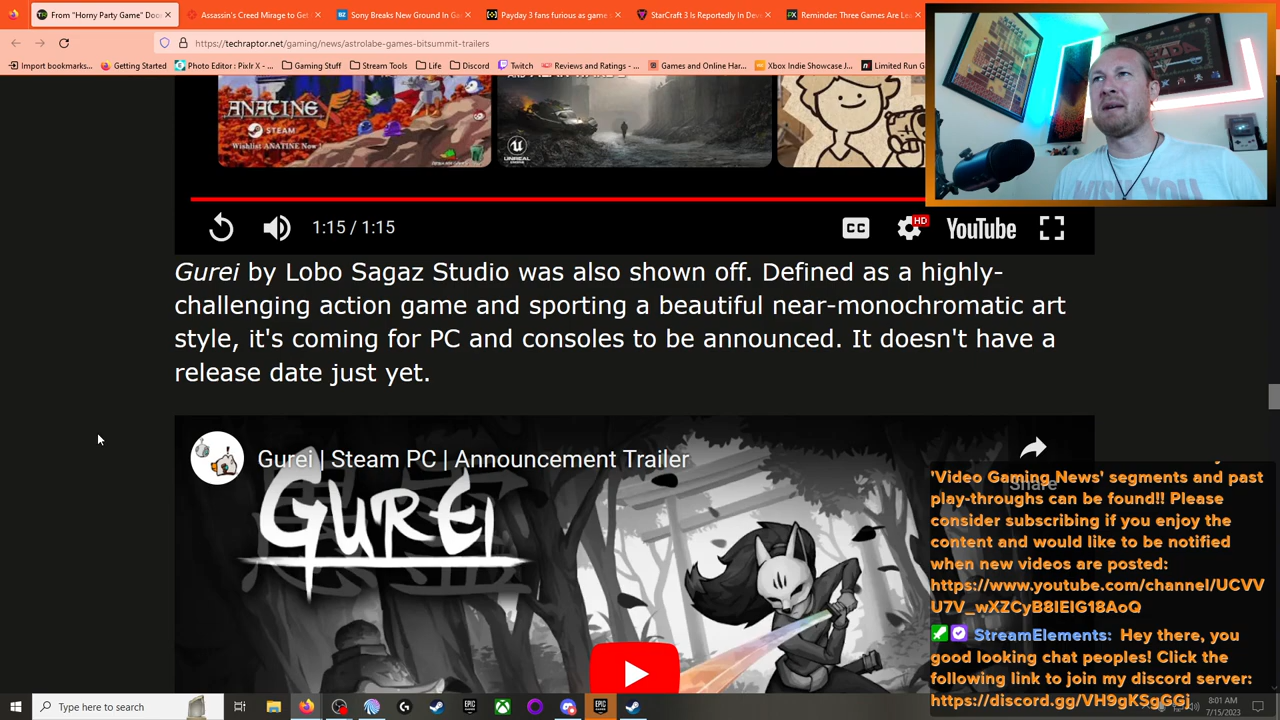 From "Horny Party Game" Doo
Assassin's Creed Mirage to Get
Sony Breaks New Ground In Ga
Payday 3 fans furious as game
StarCraft 3 Is Reportedly In De
Reminder: Three Games Are Lea
https://techraptor.net/gaming/news/astrolabe-games-bitsummit-trailers
Import bookmarks...
Getting Started
Photo Editor : Pixlr X - ...
Gaming Stuff
Stream Tools
Life
Discord
Twitch
Reviews and Ratings - ...
Games and Online Har...
Xbox Indie Showcase J...
Limited Run G
ANATINE
STEAM
Wishlist ANATINE Now !
UNREAL
1:15 / 1:15
CC
HD
YouTube
Gurei by Lobo Sagaz Studio was also shown off. Defined as a highly-
challenging action game and sporting a beautiful near-monochromatic art
style, it's coming for PC and consoles to be announced. It doesn't have a
release date just yet.
Gurei | Steam PC | Announcement Trailer
Share
GUREI
'Video Gaming News' segments and past
play-throughs can be found!! Please
consider subscribing if you enjoy the
content and would like to be notified
when new videos are posted:
https://www.youtube.com/channel/UCVV
U7V_wXZCyB8IEIG18AoQ
StreamElements: Hey there, you
good looking chat peoples! Click the
following link to join my discord server:
https://discord.gg/VH9gKSgGGj
Type here to search
8:01 AM
7/15/2023